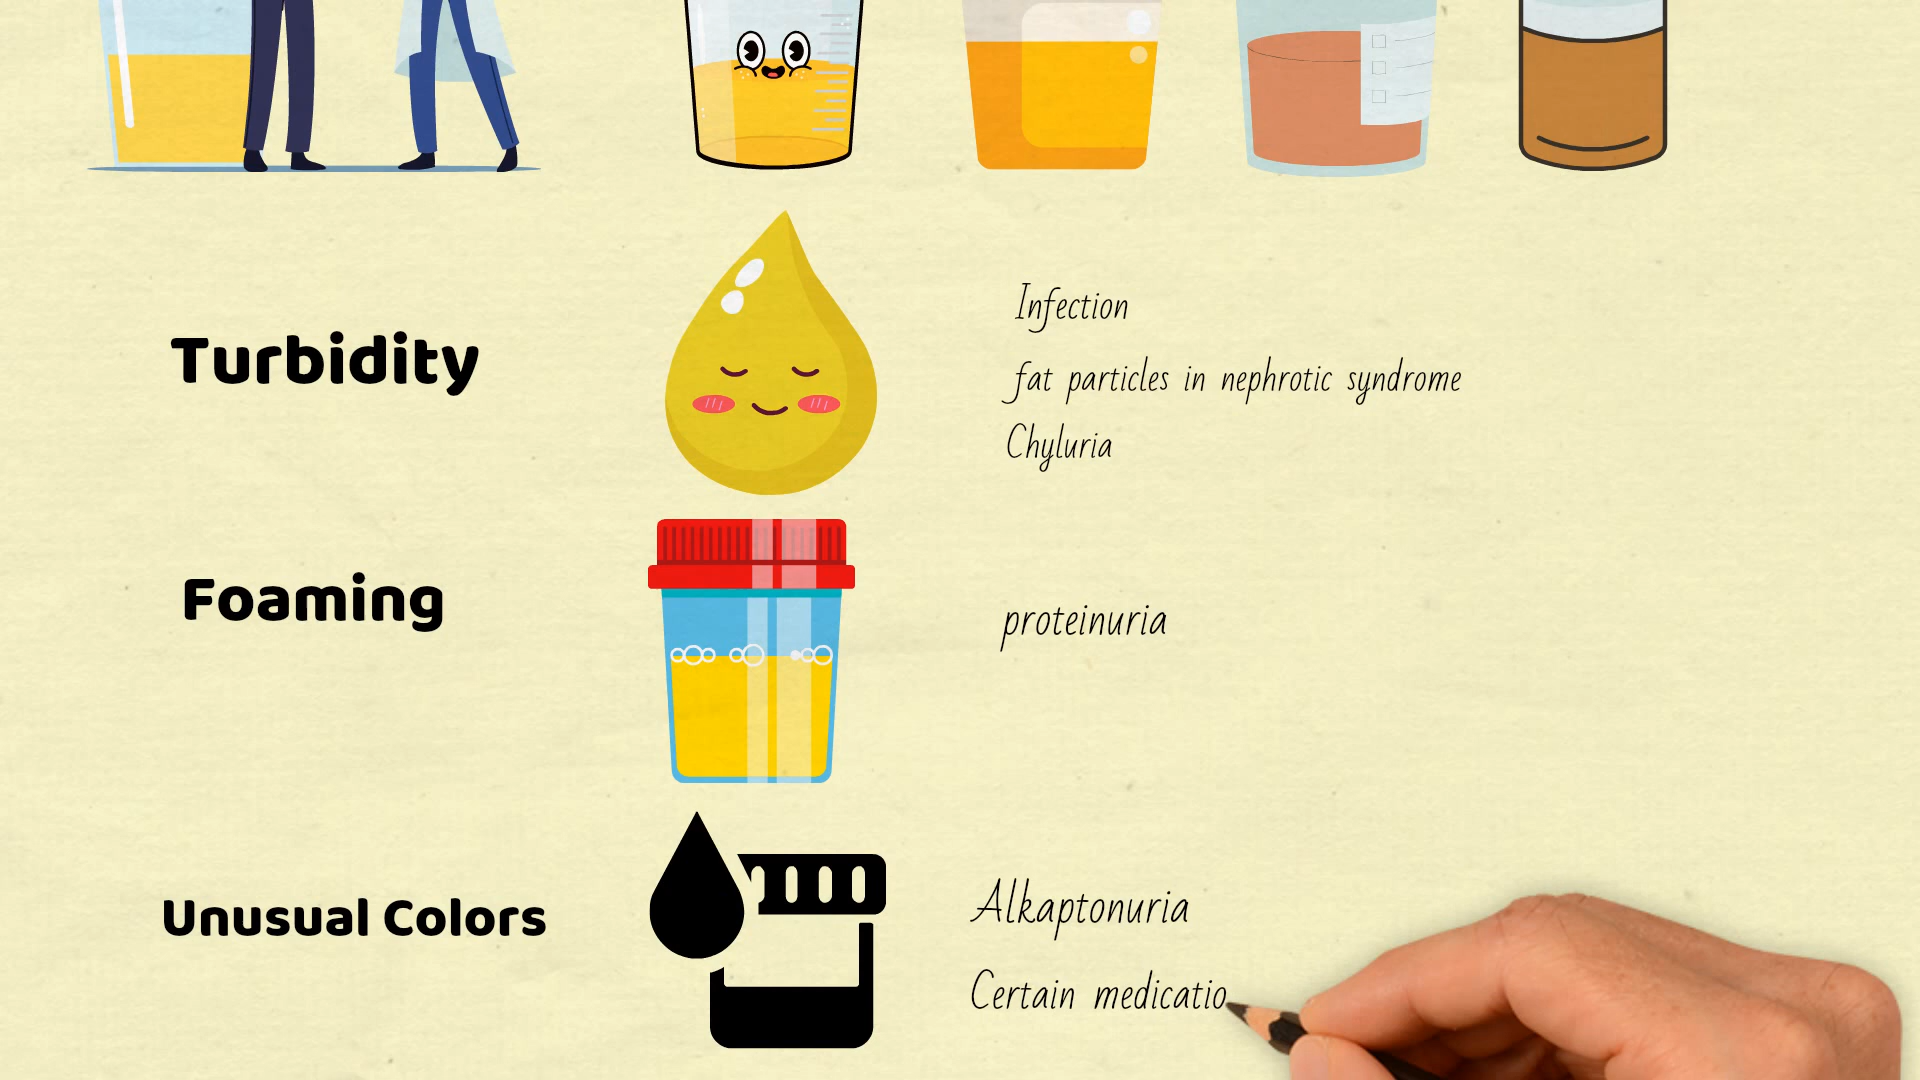 Turbidity
Infection
fat particles in nephrotic syndrome
Chyluria
Foaming
proteinuria
Unusual Colors
Alkaptonuria
Certain medicatio